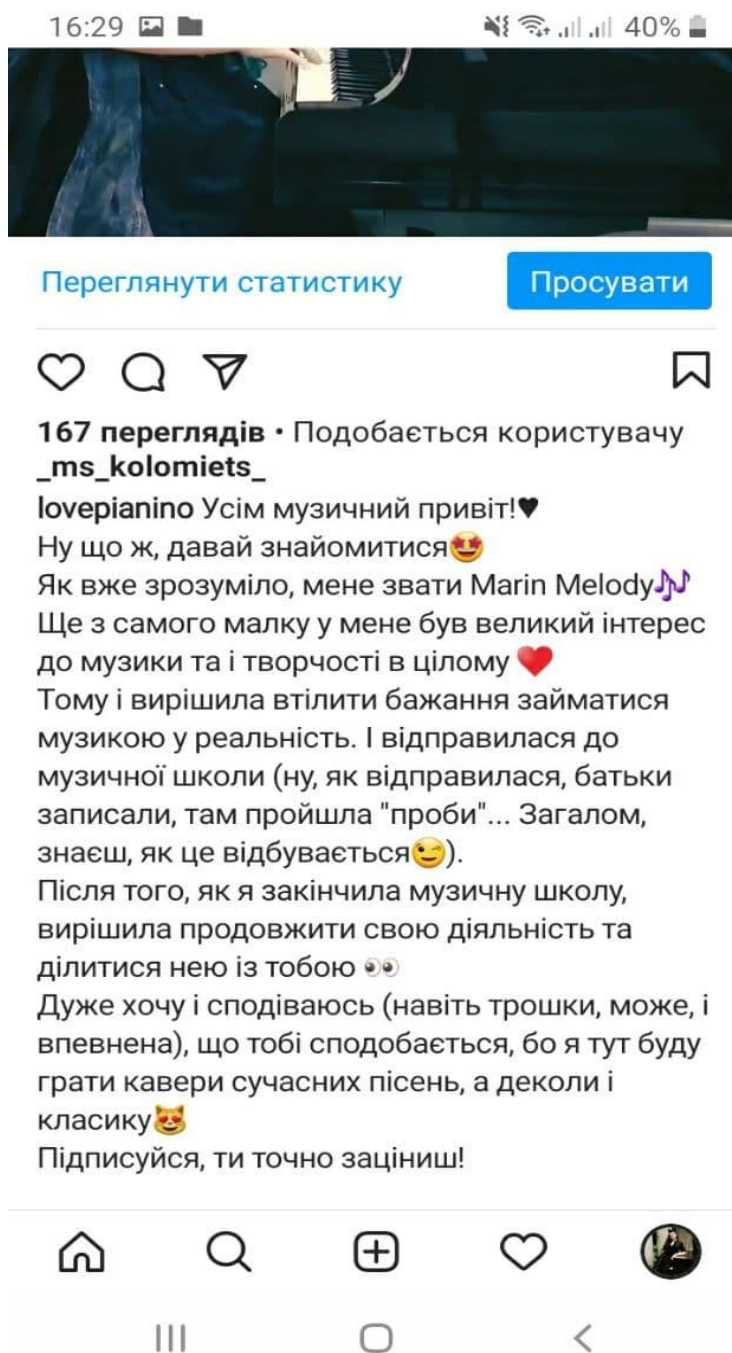 16:29 40%
Переглянути статистику Просувати
167 переглядів • Подобається користувачу
_ms_kolomiets_
lovepianino Усім музичний привіт!♥
Ну що ж, давай знайомитися🤩
Як вже зрозуміло, мене звати Marin Melody🎶
Ще з самого малку у мене був великий інтерес
до музики та і творчості в цілому ❤️
Тому і вирішила втілити бажання займатися
музикою у реальність. І відправилася до
музичної школи (ну, як відправилася, батьки
записали, там пройшла "проби"... Загалом,
знаєш, як це відбувається😉).
Після того, як я закінчила музичну школу,
вирішила продовжити свою діяльність та
ділитися нею із тобою 👀
Дуже хочу і сподіваюсь (навіть трошки, може, і
впевнена), що тобі сподобається, бо я тут буду
грати кавери сучасних пісень, а деколи і
класику😻
Підписуйся, ти точно зациниш!